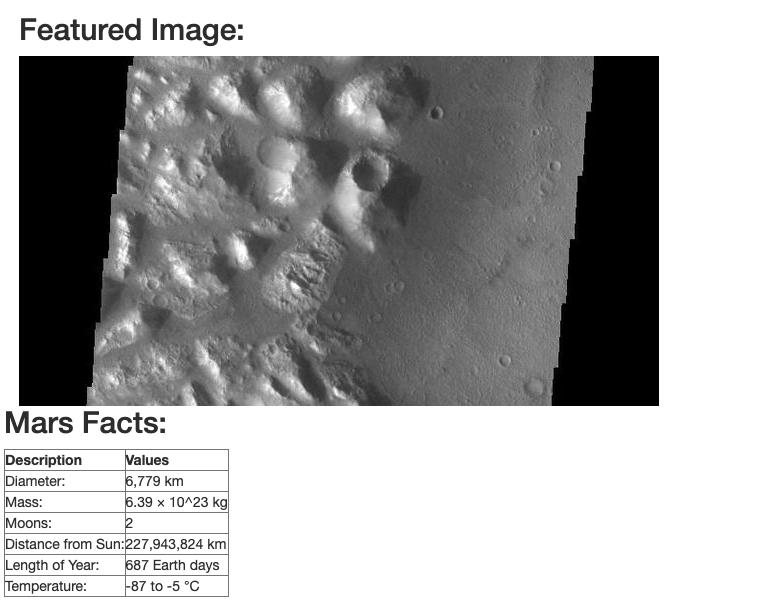 Featured Image:
Mars Facts:
Description Values
Diameter: 6,779 km
Mass: 6.39 × 10^23 kg
Moons: 2
Distance from Sun: 227,943,824 km
Length of Year: 687 Earth days
Temperature: -87 to -5 °C